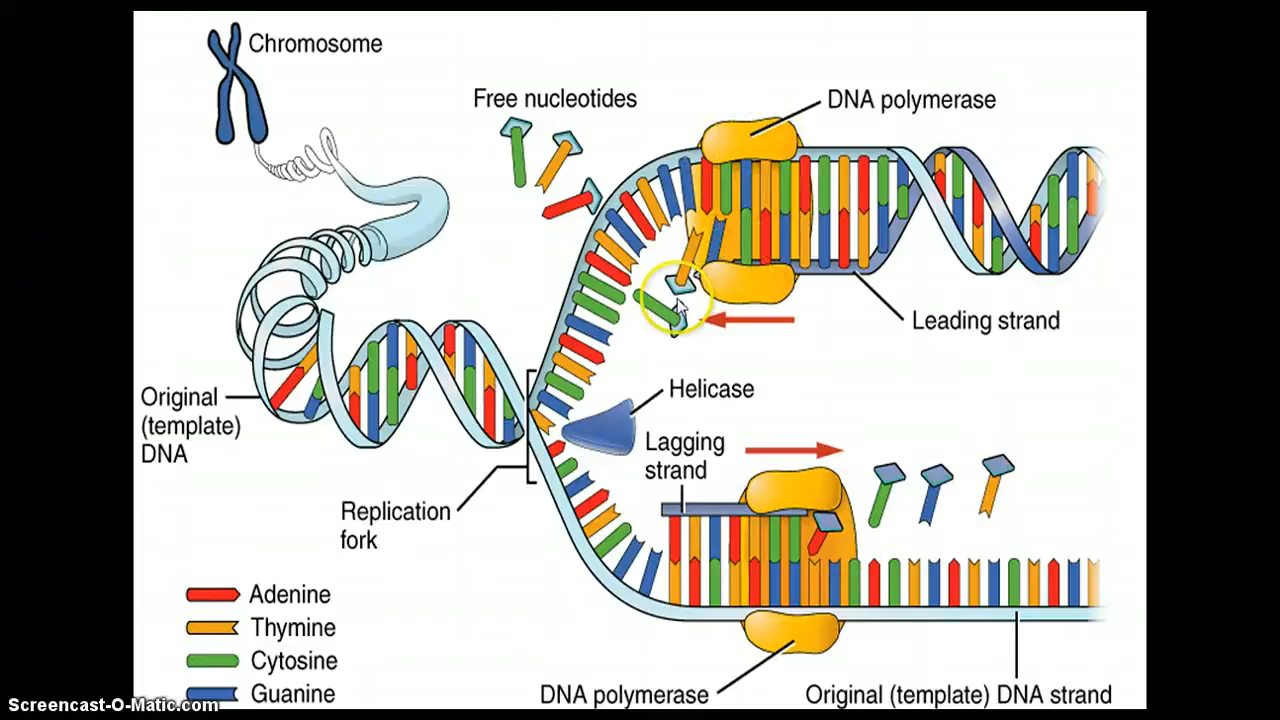 Chromosome
Free nucleotides
DNA polymerase
Leading strand
Helicase
Original
(template)
DNA
Lagging
strand
Replication
fork
Adenine
Thymine
Cytosine
Guanine
DNA polymerase
Original (template) DNA strand
Screencast-O-Matic.com